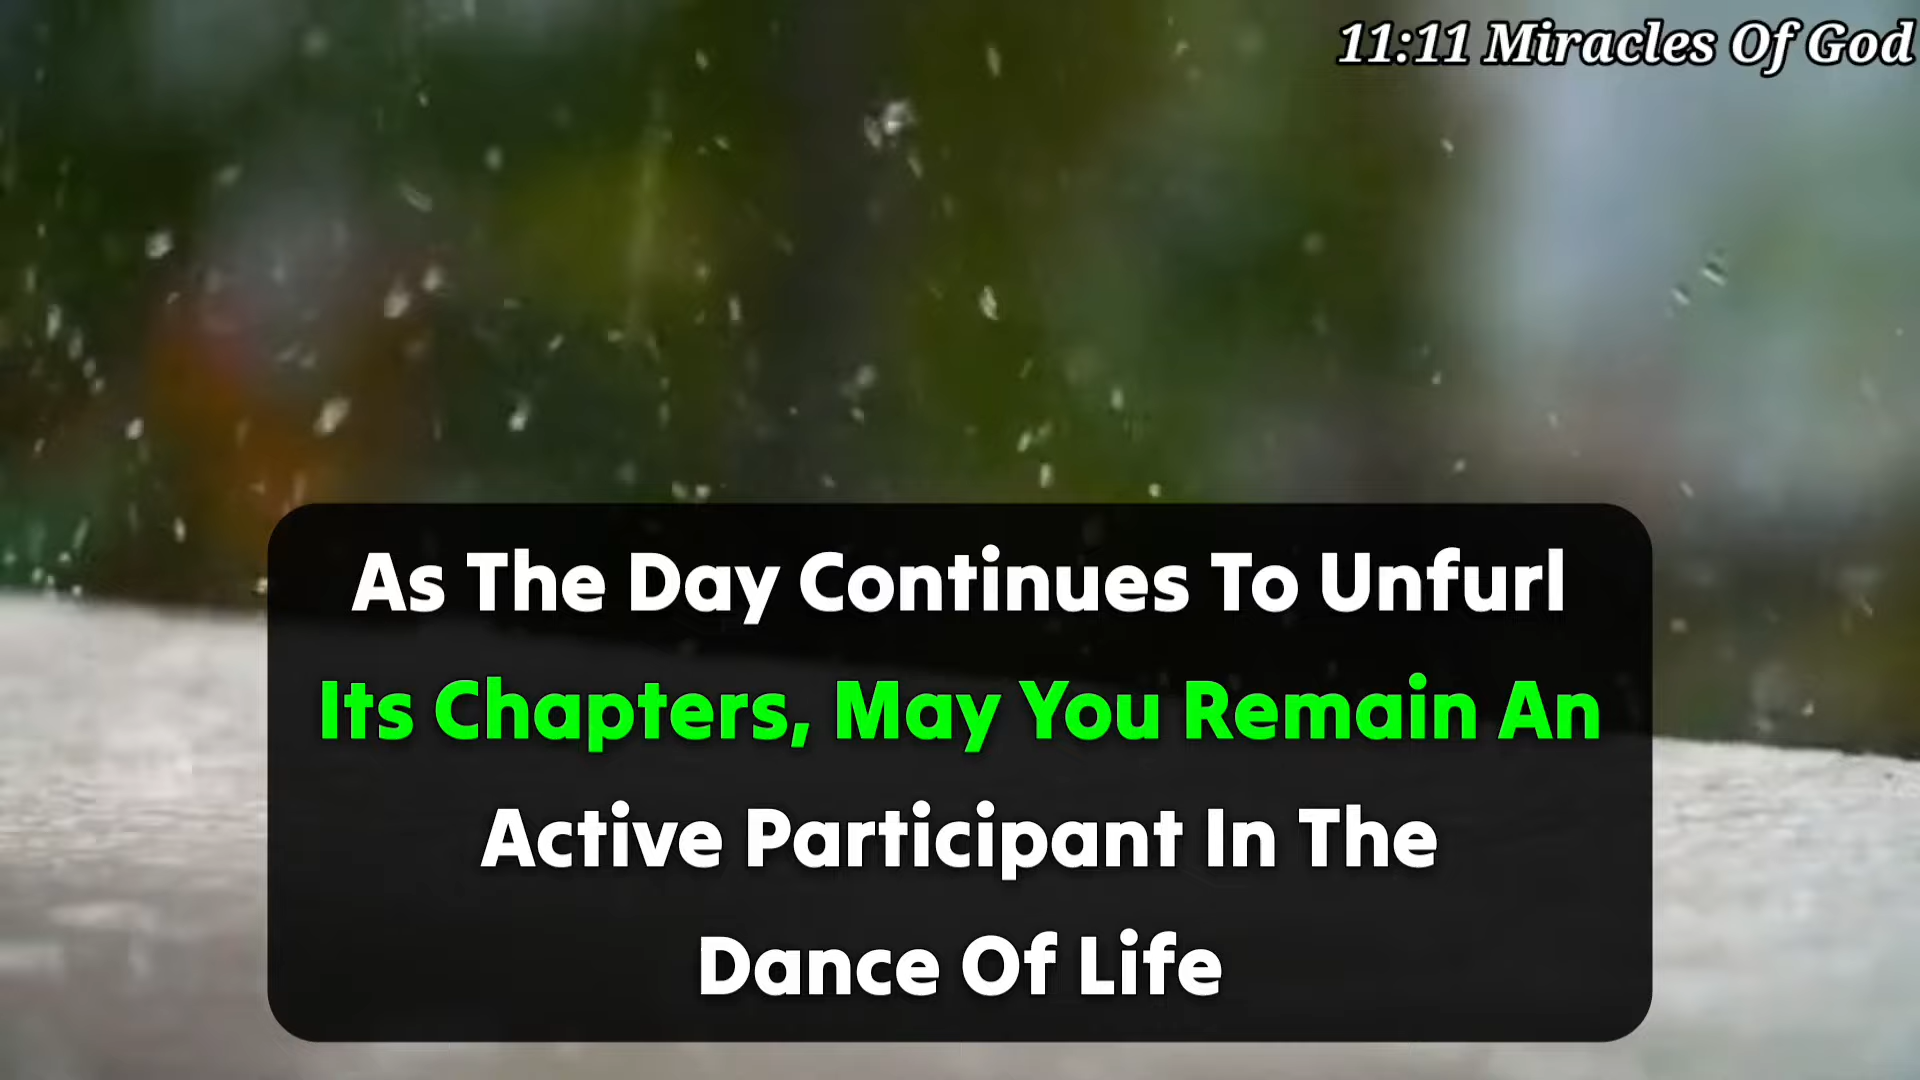 11:11 Miracles Of God
As The Day Continues To Unfurl
Its Chapters, May You Remain An
Active Participant In The
Dance Of Life